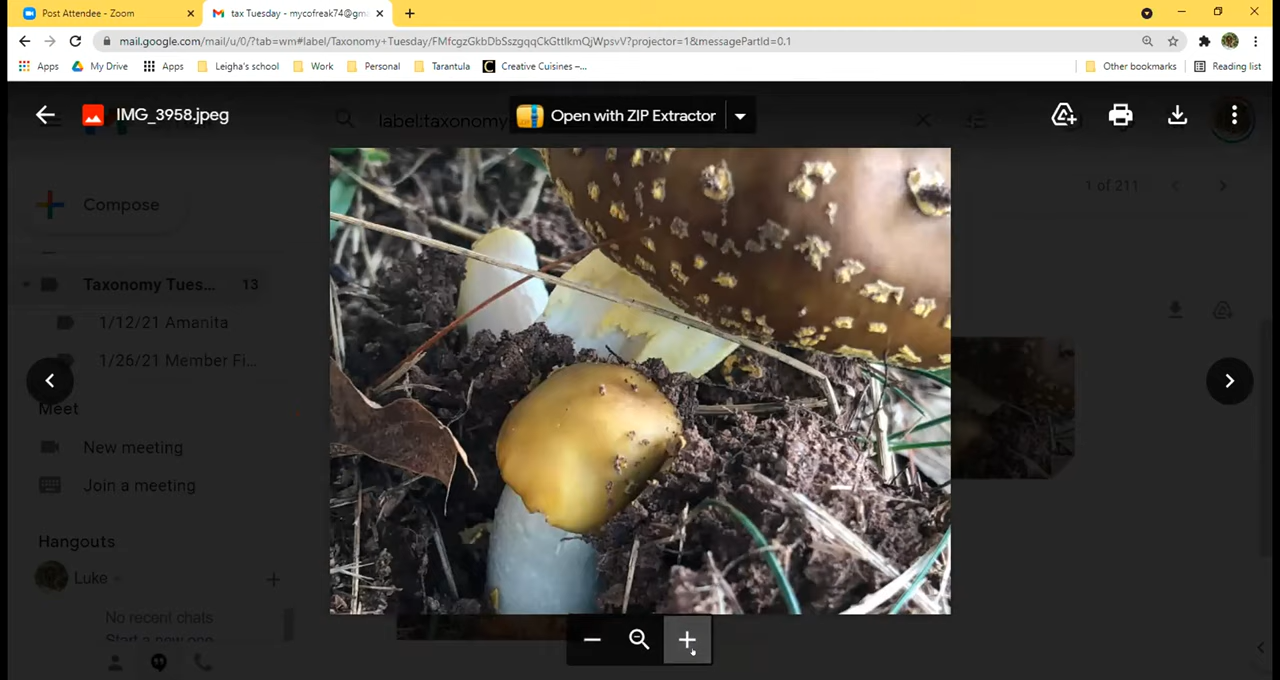 Post Attendee - Zoom
tax Tuesday - mycofreak74@gm
mail.google.com/mail/u/0/?tab=wm#label/Taxonomy+Tuesday/FMfcgzGkbDbSszgqqCkGttlkmQjWpsvV?projector=1&messagePartId=0.1
Apps
My Drive
Apps
Leigha's school
Work
Personal
Tarantula
Creative Cuisines –...
Other bookmarks
Reading list
IMG_3958.jpeg
label:taxonomy
Open with ZIP Extractor
Compose
1 of 211
Taxonomy Tues... 13
1/12/21 Amanita
1/26/21 Member Fi...
Meet
New meeting
Join a meeting
Hangouts
Luke
No recent chats
Start a new one